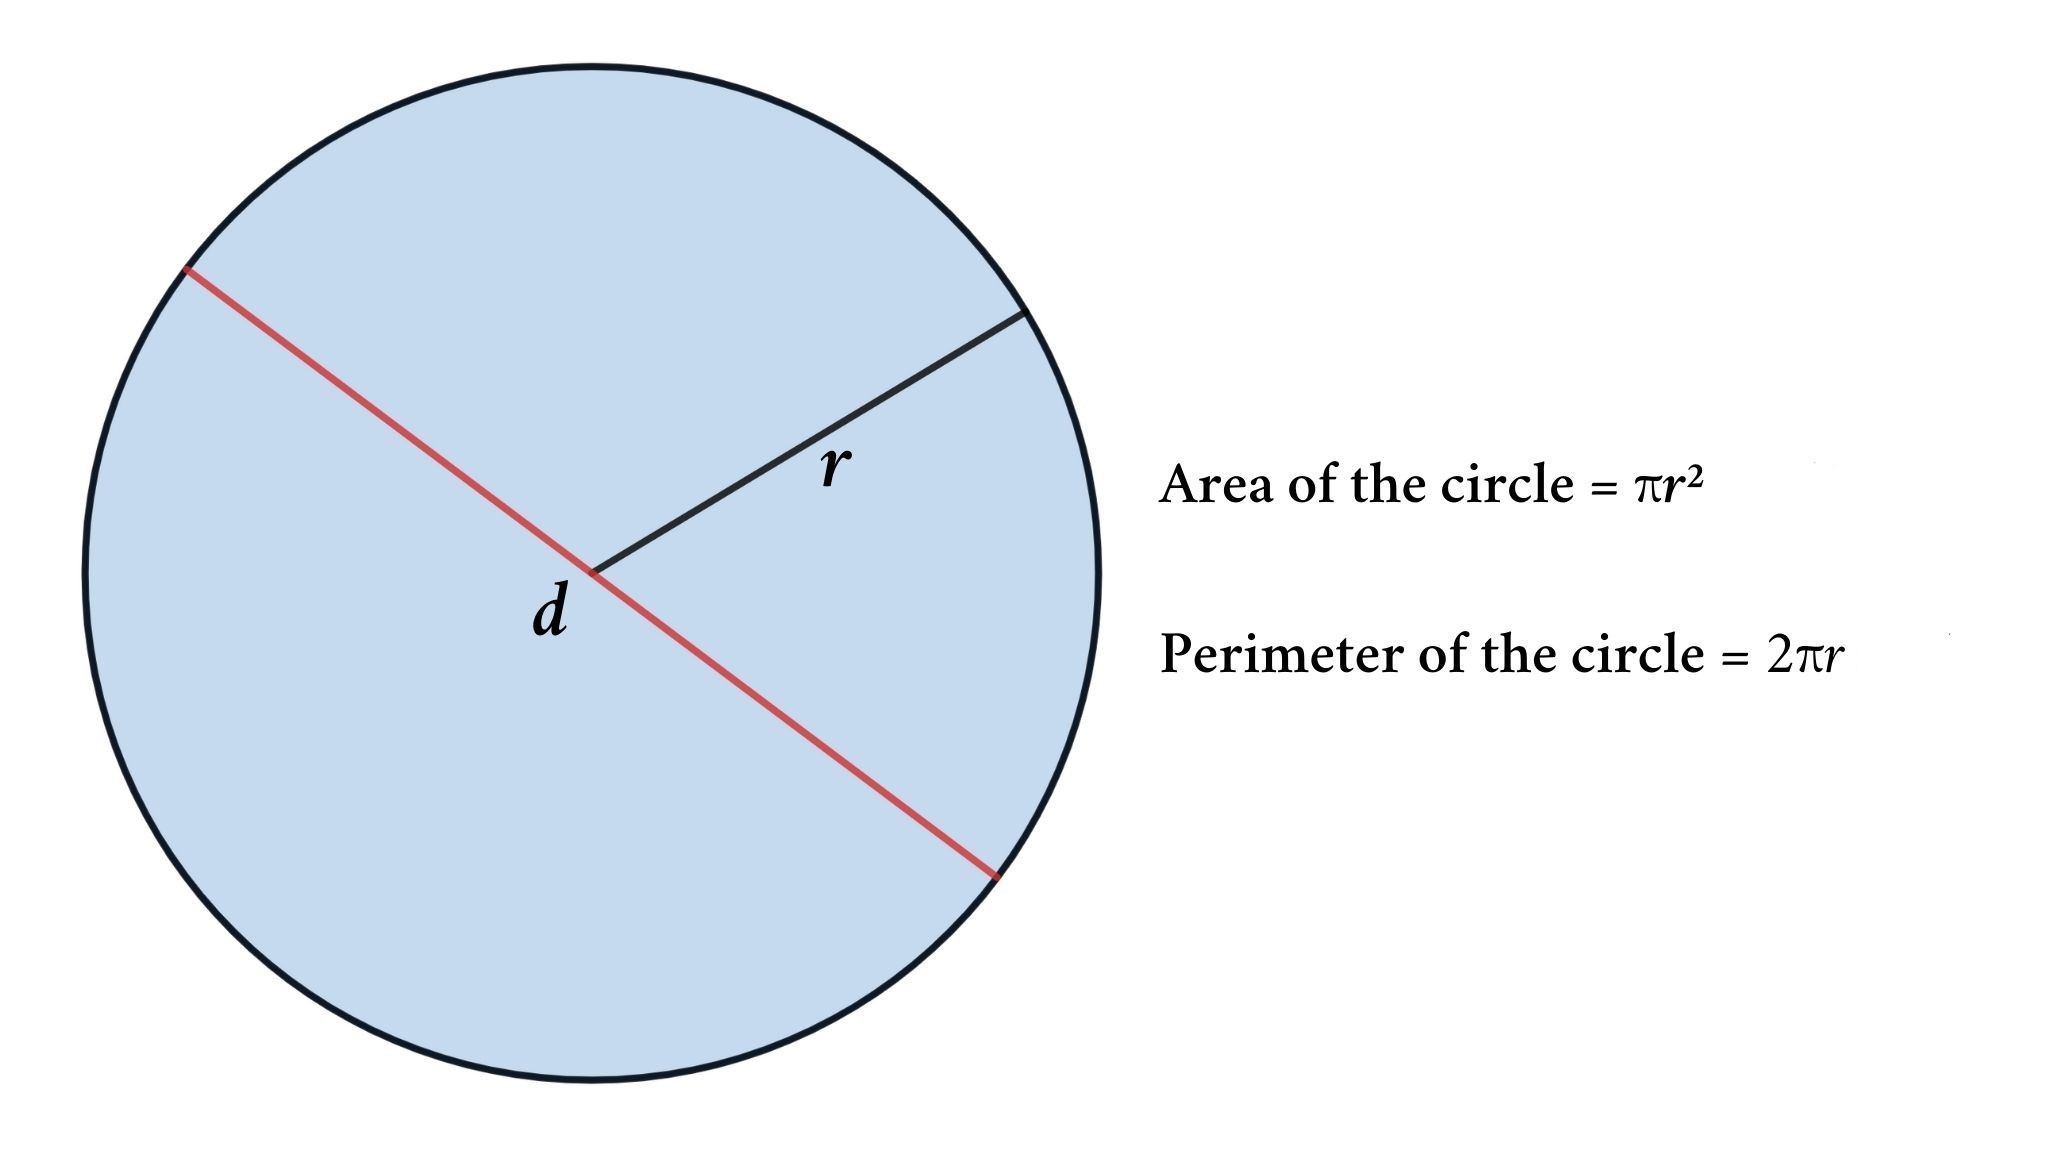 r
Area of the circle = πr²
d
Perimeter of the circle = 2πr